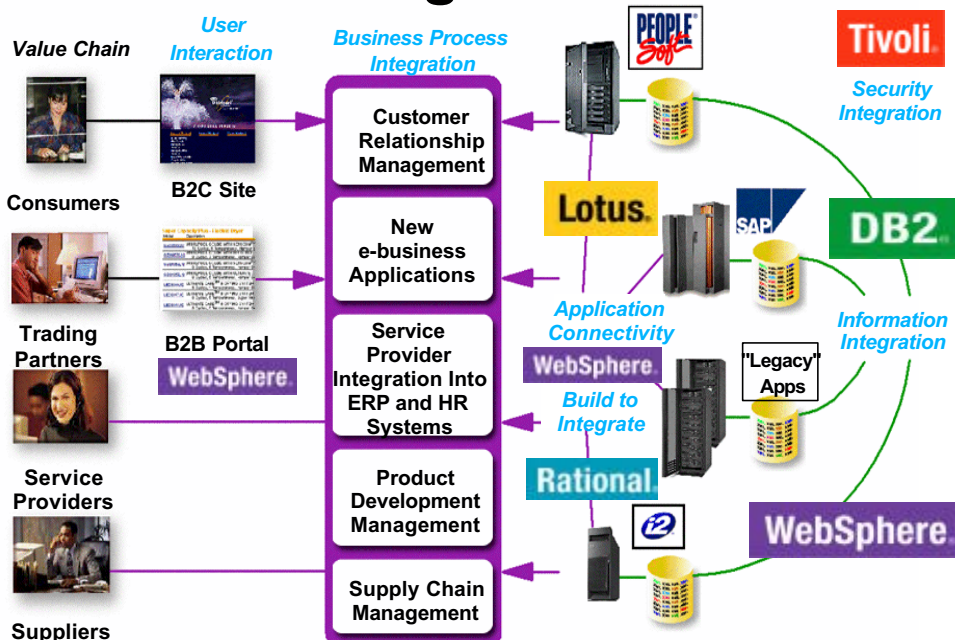 g
Value Chain
User
Interaction
Business Process
Integration
PEOPLE
Soft
Tivoli
Security
Integration
Customer
Relationship
Management
B2C Site
Consumers
Lotus
SAP
DB2
New
e-business
Applications
Application
Connectivity
Information
Integration
Trading
Partners
B2B Portal
WebSphere
Service
Provider
Integration Into
ERP and HR
Systems
WebSphere
"Legacy"
Apps
Build to
Integrate
Service
Providers
Product
Development
Management
Rational
i2
WebSphere
Supply Chain
Management
Suppliers